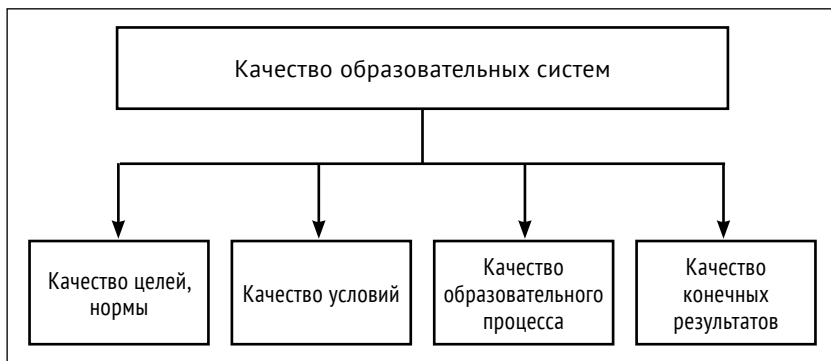 Качество образовательных систем
Качество целей,
нормы
Качество условий
Качество
образовательного
процесса
Качество
конечных
результатов